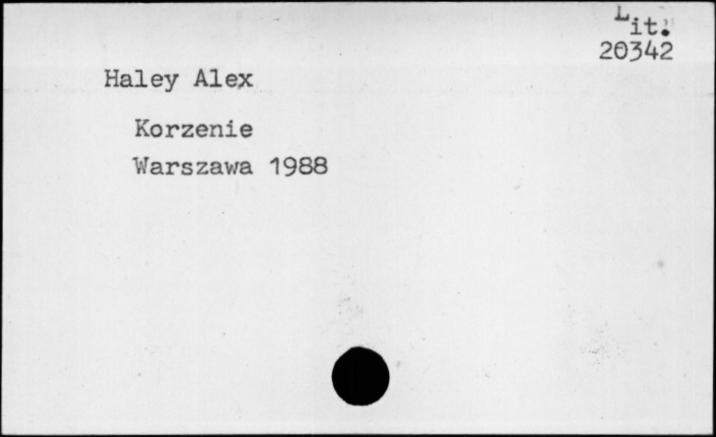 Lit.
20342
Haley Alex
Korzenie
Warszawa 1988